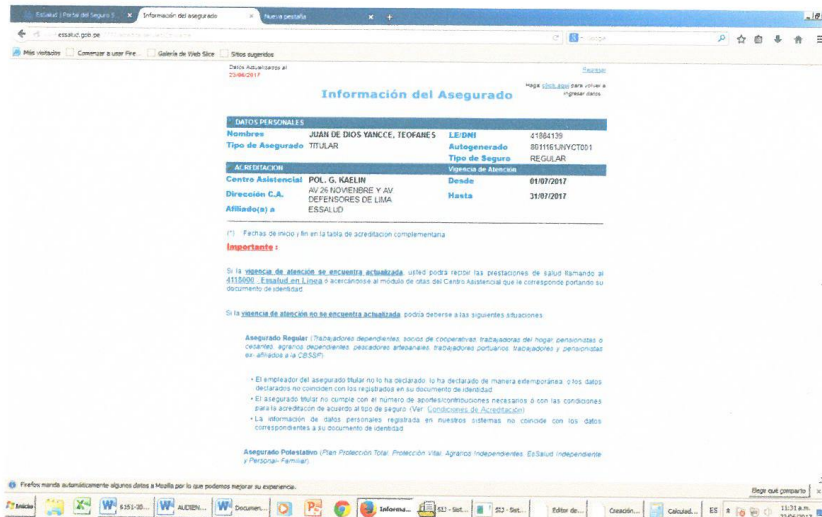 EsSalud | Portal del Seguro S...
Información del asegurado
Nueva pestaña
essalud.gob.pe
Más visitados
Comenzar a usar Fire...
Galería de Web Slice
Sitios sugeridos
Datos Actualizados al
Regresar
Haga click aquí para volver a
ingresar datos
Información del Asegurado
DATOS PERSONALES
Nombres JUAN DE DIOS YANCCE, TEOFANES LE/DNI 41884139
Tipo de Asegurado TITULAR Autogenerado
Tipo de Seguro REGULAR
ACREDITACION Vigencia de Atención
Centro Asistencial POL. G. KAELIN Desde 01/07/2017
Dirección C.A. AV.26 NOVIENBRE Y AV. DEFENSORES DE LIMA Hasta 31/07/2017
Afiliado(s) a ESSALUD
(*) Fechas de inicio y fin en la tabla de acreditación complementaria
Importante :
Si la vigencia de atención se encuentra actualizada, usted podrá recibir las prestaciones de salud llamando al
4118000 Essalud en Línea o acercándose al módulo de citas del Centro Asistencial que le corresponde portando su
documento de identidad
Si la vigencia de atención no se encuentra actualizada, podría deberse a las siguientes situaciones:
Asegurado Regular (Trabajadores dependientes, socios de cooperativas, trabajadores del hogar, pensionistas o
cesantes, agrarios dependientes, pescadores artesanales, trabajadores portuarios, trabajadores y pensionistas
ex- afiliados a la CBSSP)
• El empleador del asegurado titular no lo ha declarado, lo ha declarado de manera extemporánea o los datos
declarados no coinciden con los registrados en su documento de identidad
• El asegurado titular no cumple con el número de aportes/contribuciones necesarios o con las condiciones
para la acreditación de acuerdo al tipo de seguro. (Ver Condiciones de Acreditación)
• La información de datos personales registrada en nuestros sistemas no coincide con los datos
correspondientes a su documento de identidad
Asegurado Potestativo (Plan Protección Total, Protección Vital, Agrarios Independientes, EsSalud Independiente
y Personal- Familiar)
Firefox manda automáticamente algunos datos a Mozilla por lo que podemos mejorar su experiencia.
Elegir qué comparto
Inicio
6151-20...
AUDIEN...
Documen...
Informa...
SIJ - Sist...
SIJ - Sist...
Editor de...
Creación...
Calculad...
ES
11:31 a.m.